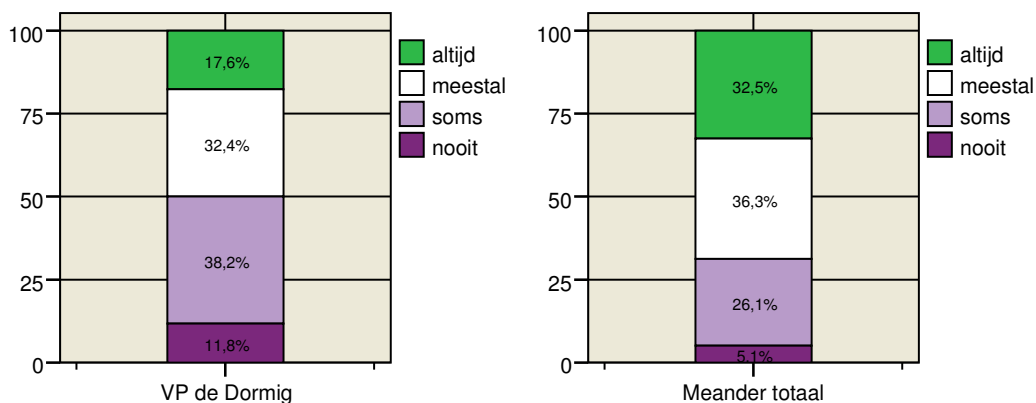 100
75
50
25
0
17,6%
32,4%
38,2%
11,8%
VP de Dormig
altijd
meestal
soms
nooit
100
75
50
25
0
32,5%
36,3%
26,1%
5,1%
Meander totaal
altijd
meestal
soms
nooit